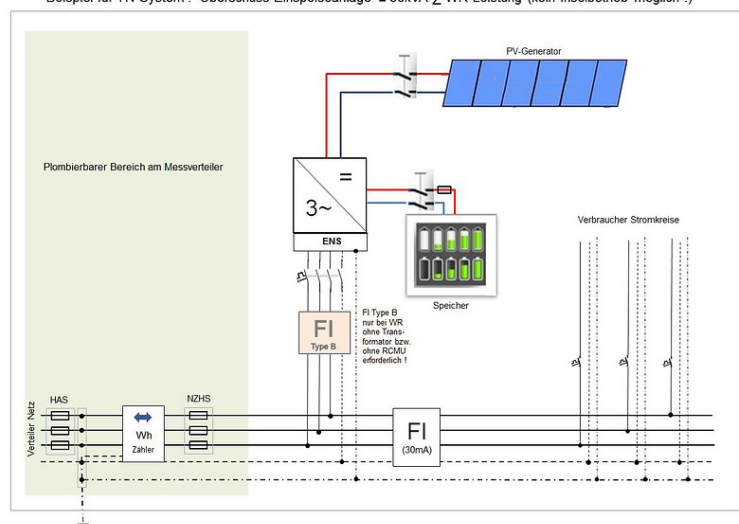 Beispiel für TN-System : Überschuss-Einspeiseanlage
WR-Leistung (kein Inselbetrieb möglich !)
PV-Generator
Plombierbarer Bereich am Messverteiler
=
3~
ENS
Verbraucher Stromkreise
Speicher
FI
Type B
FI Type B
nur bei WR
ohne Trans-
formater bzw.
ohne RCMU
erforderlich !
HAS
NZHS
Verteiler Netz
Wh
Zähler
FI
(30mA)